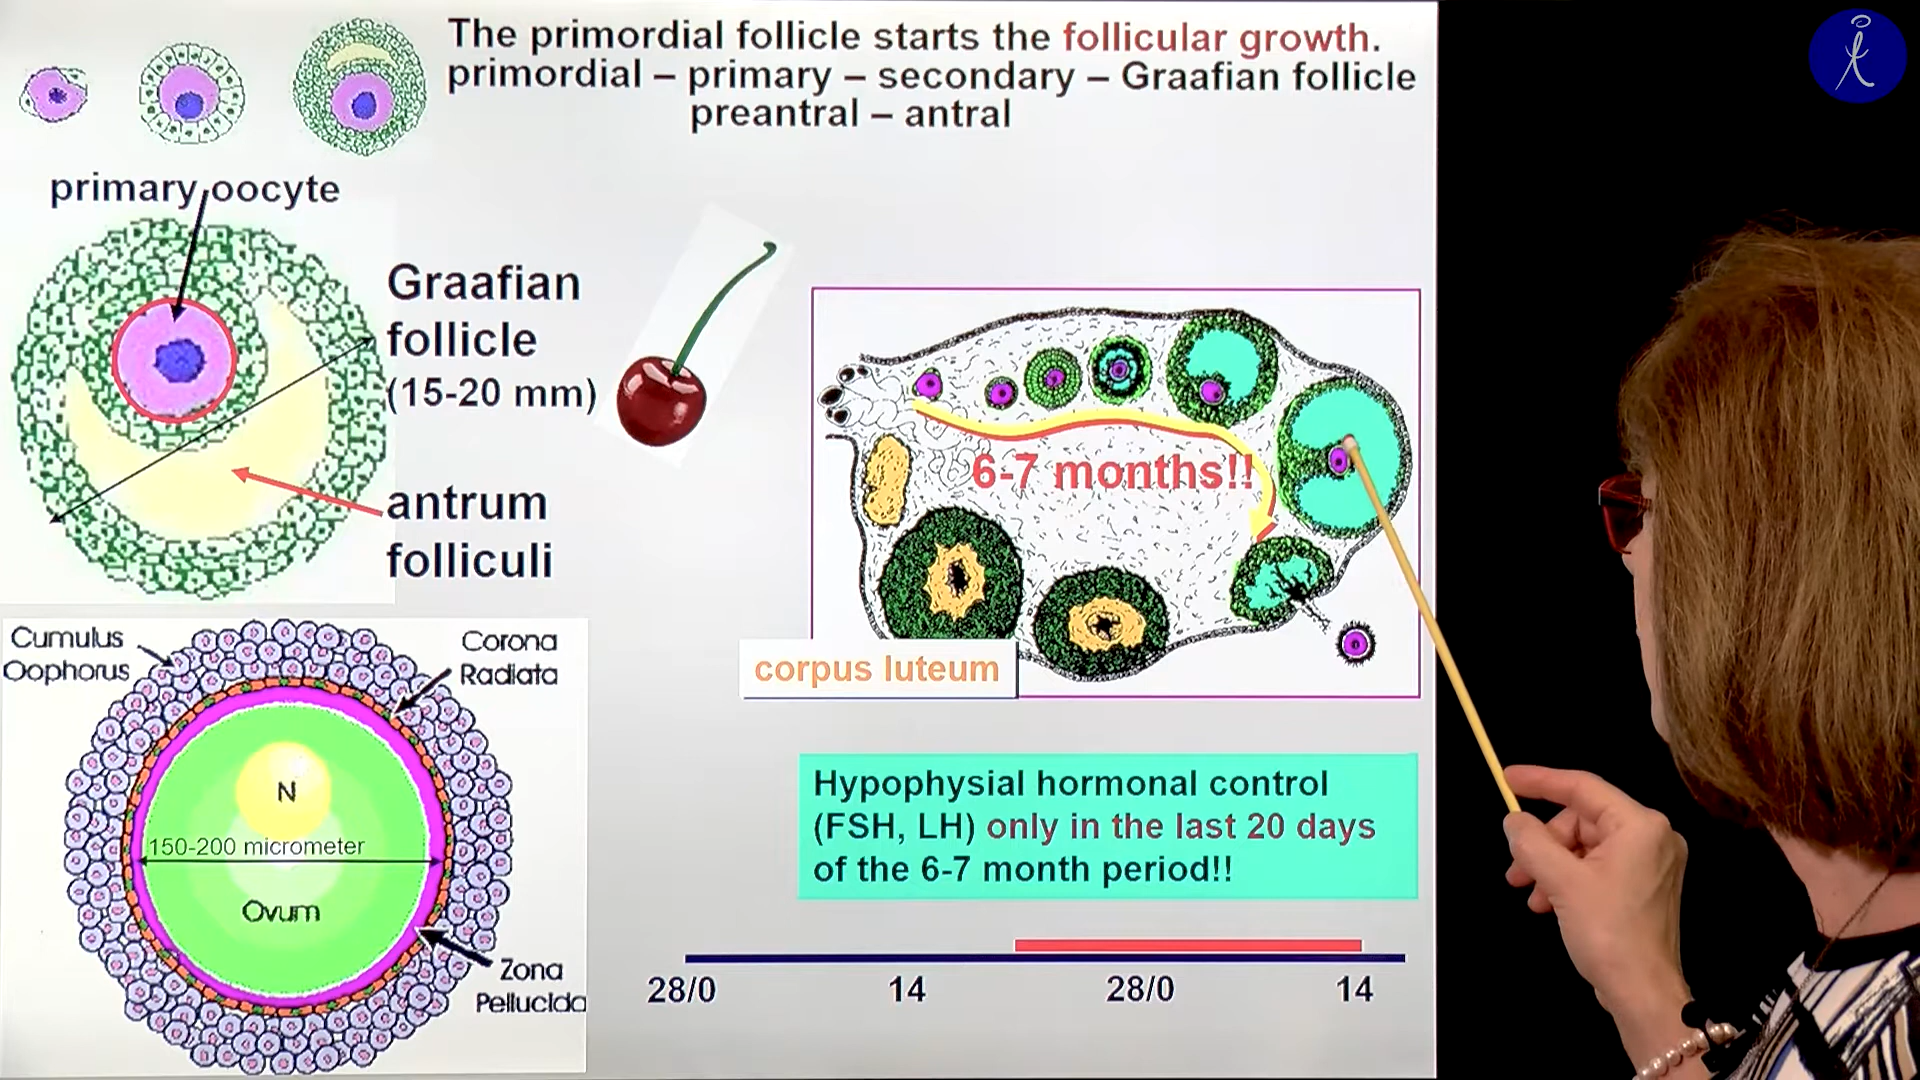 The primordial follicle starts the follicular growth.
primordial – primary – secondary – Graafian follicle
preantral – antral
primary oocyte
Graafian
follicle
(15-20 mm)
antrum
folliculi
6-7 months!!
corpus luteum
Cumulus
Oophorus
Corona
Radiata
N
150-200 micrometer
Ovum
Zona
Pellucida
Hypophysial hormonal control
(FSH, LH) only in the last 20 days
of the 6-7 month period!!
28/0 14 28/0 14